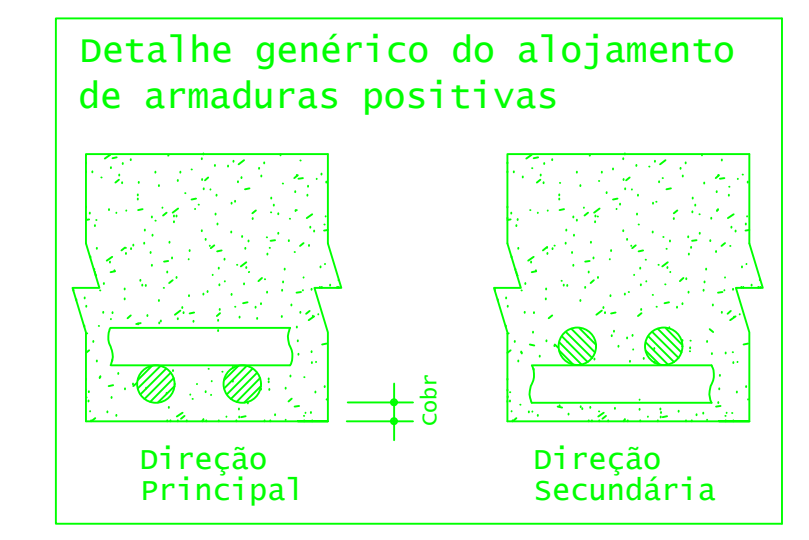 Detalhe genérico do alojamento
de armaduras positivas
Cobr
Direção
Principal
Direção
Secundária